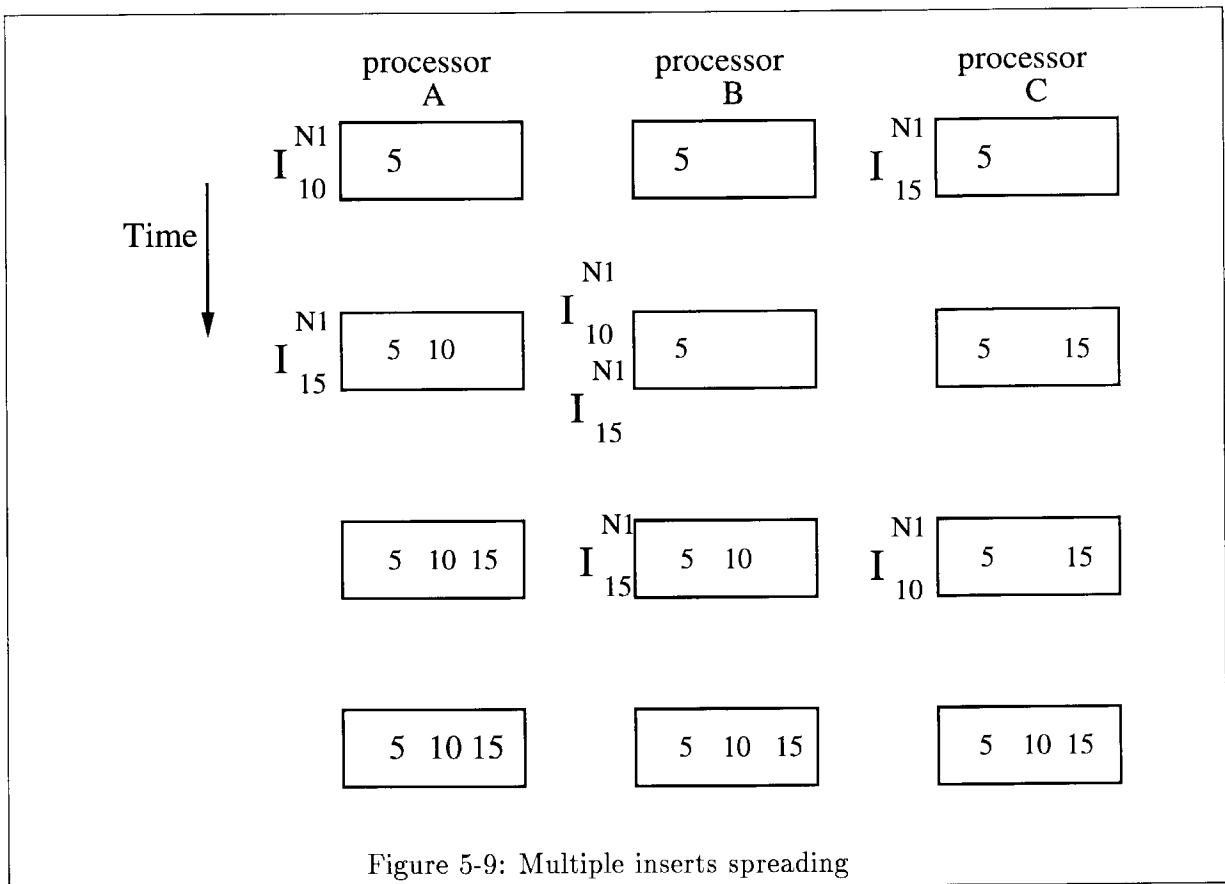 processor processor processor
A B C
I N1 10 5 5 I N1 15 5
Time
I N1 15 5 10 I N1 10 I N1 15 5 5 15
5 10 15 I N1 15 5 10 I N1 10 5 15
5 10 15 5 10 15 5 10 15
Figure 5-9: Multiple inserts spreading